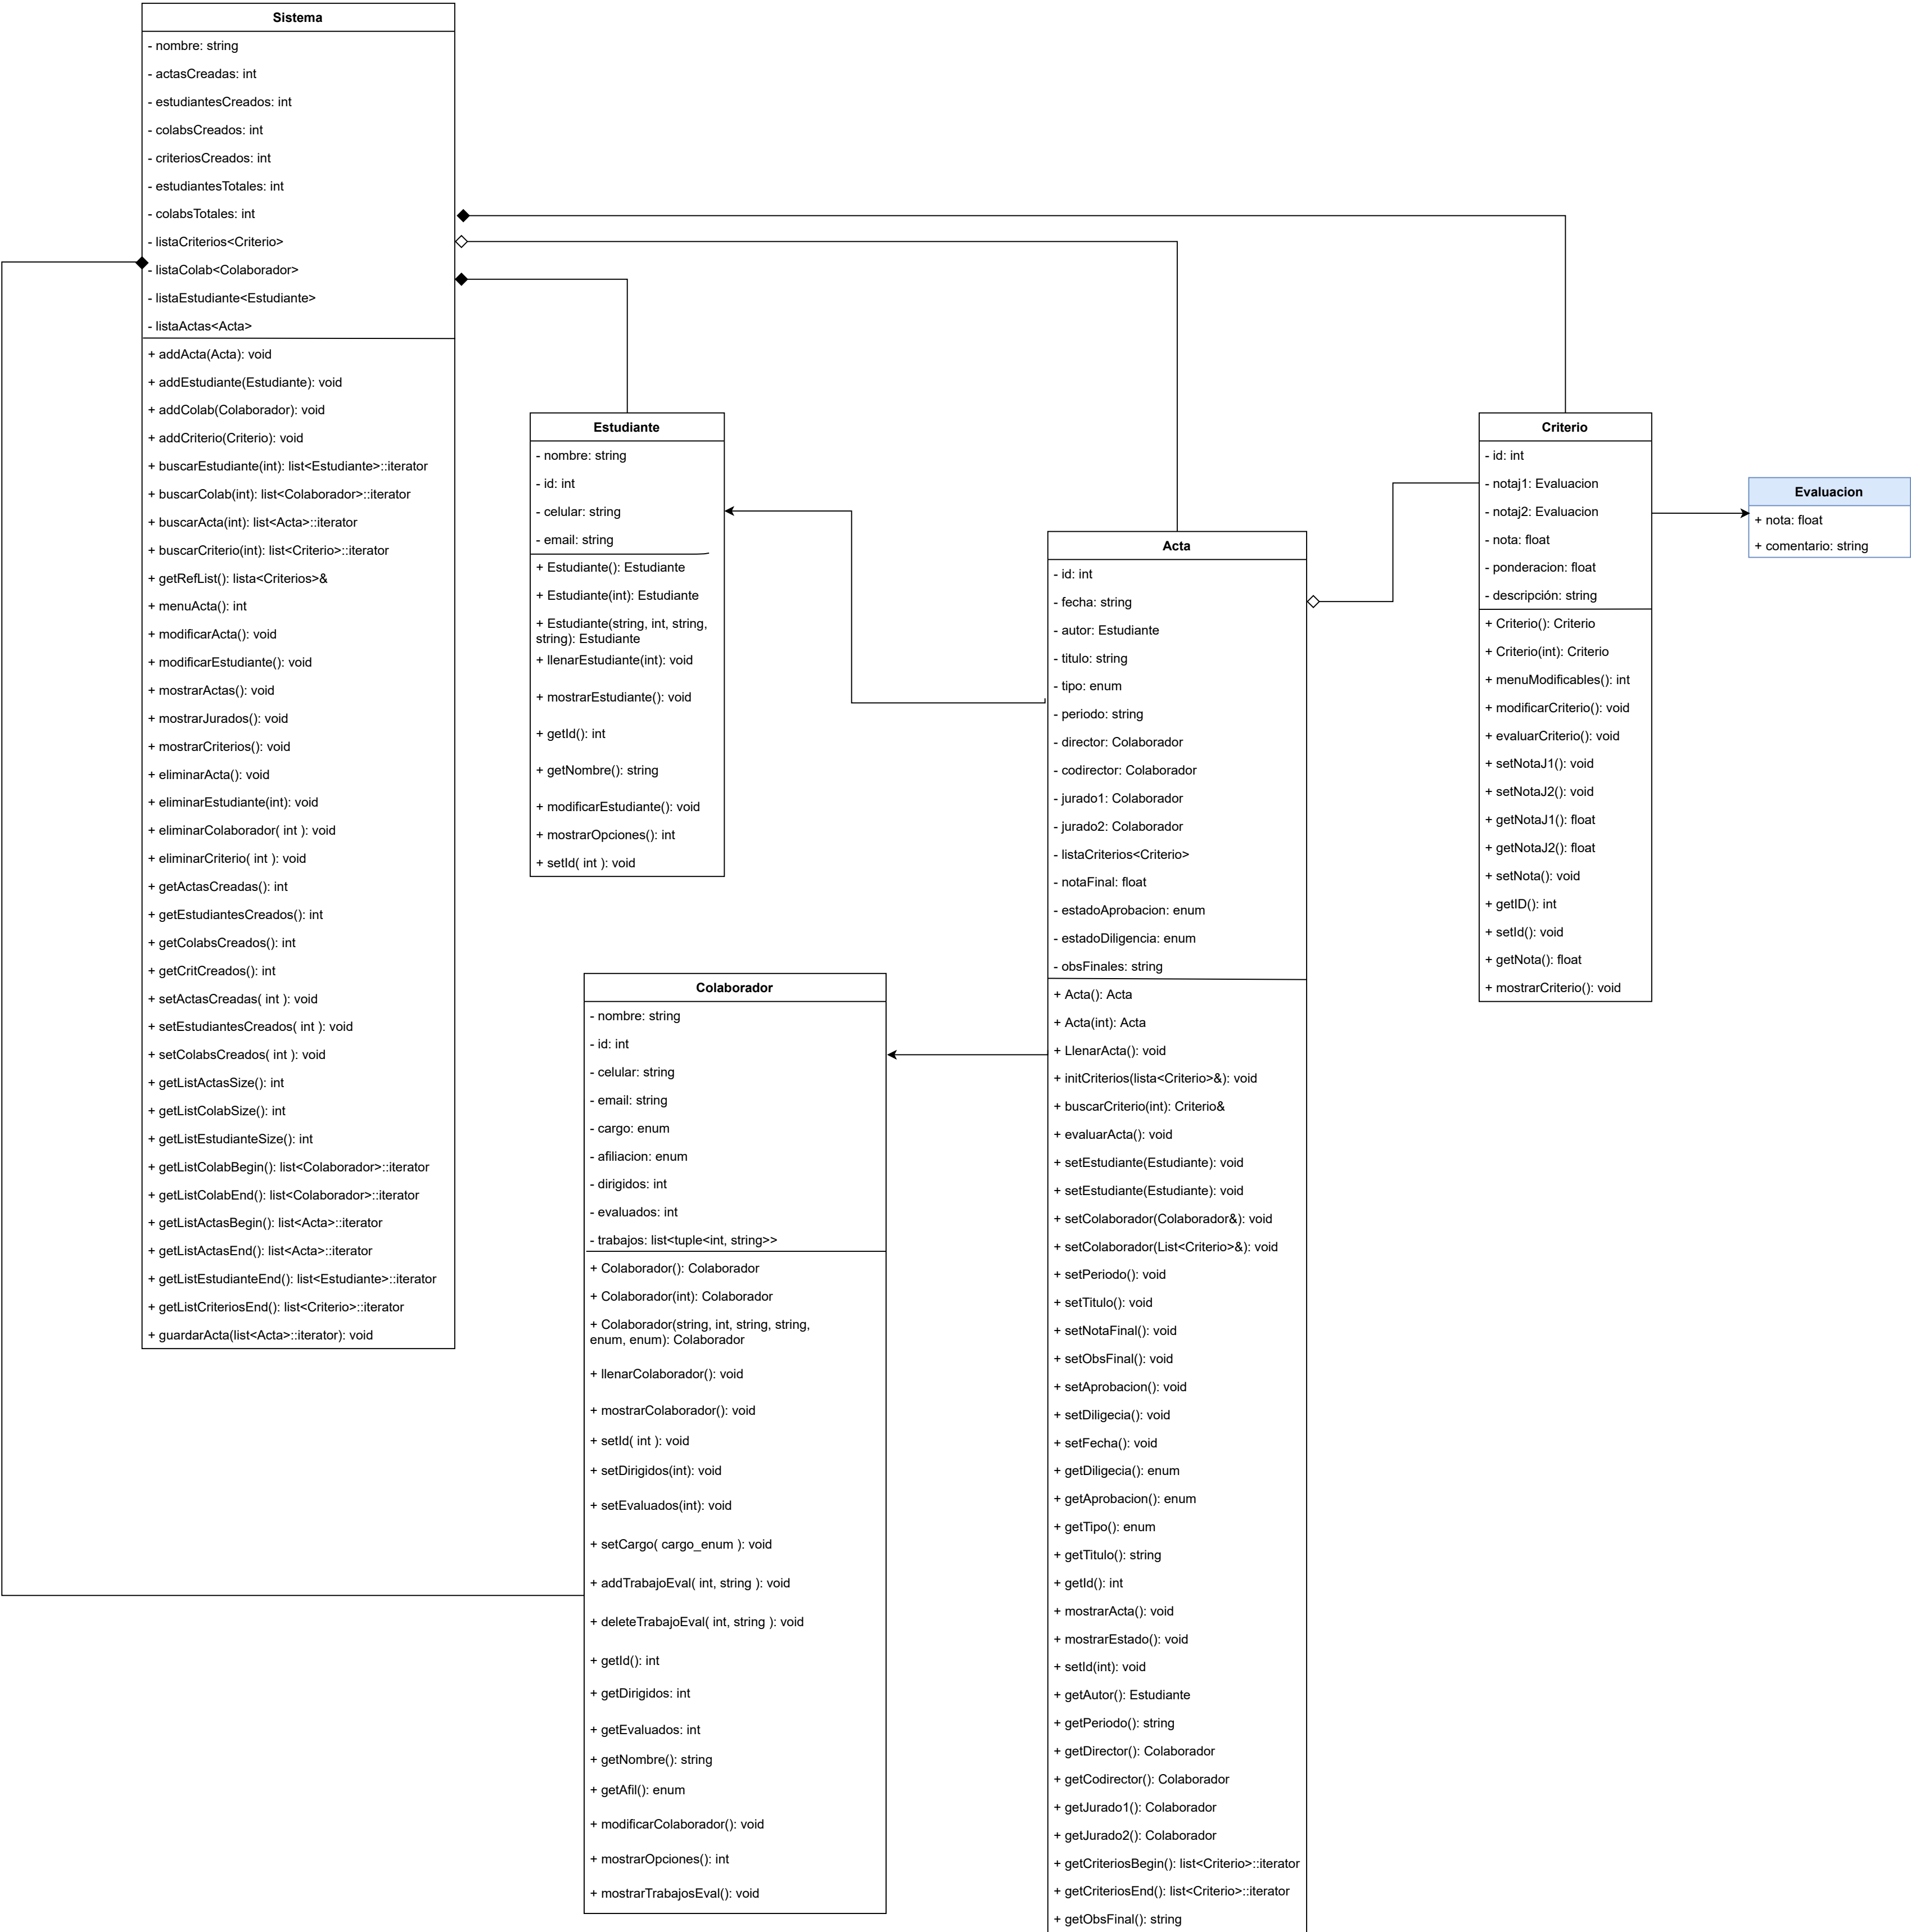 Sistema
- nombre: string
- actasCreadas: int
- estudiantesCreados: int
- colabsCreados: int
- criteriosCreados: int
- estudiantesTotales: int
- colabsTotales: int
- listaCriterios<Criterio>
- listaColab<Colaborador>
- listaEstudiante<Estudiante>
- listaActas<Acta>
+ addActa(Acta): void
+ addEstudiante(Estudiante): void
+ addColab(Colaborador): void
+ addCriterio(Criterio): void
+ buscarEstudiante(int): list<Estudiante>::iterator
+ buscarColab(int): list<Colaborador>::iterator
+ buscarActa(int): list<Acta>::iterator
+ buscarCriterio(int): list<Criterio>::iterator
+ getRefList(): lista<Criterios>&
+ menuActa(): int
+ modificarActa(): void
+ modificarEstudiante(): void
+ mostrarActas(): void
+ mostrarJurados(): void
+ mostrarCriterios(): void
+ eliminarActa(): void
+ eliminarEstudiante(int): void
+ eliminarColaborador( int ): void
+ eliminarCriterio( int ): void
+ getActasCreadas(): int
+ getEstudiantesCreados(): int
+ getColabsCreados(): int
+ getCritCreados(): int
+ setActasCreadas( int ): void
+ setEstudiantesCreados( int ): void
+ setColabsCreados( int ): void
+ getListActasSize(): int
+ getListColabSize(): int
+ getListEstudianteSize(): int
+ getListColabBegin(): list<Colaborador>::iterator
+ getListColabEnd(): list<Colaborador>::iterator
+ getListActasBegin(): list<Acta>::iterator
+ getListActasEnd(): list<Acta>::iterator
+ getListEstudianteEnd(): list<Estudiante>::iterator
+ getListCriteriosEnd(): list<Criterio>::iterator
+ guardarActa(list<Acta>::iterator): void
Estudiante
- nombre: string
- id: int
- celular: string
- email: string
+ Estudiante(): Estudiante
+ Estudiante(int): Estudiante
+ Estudiante(string, int, string,
string): Estudiante
+ llenarEstudiante(int): void
+ mostrarEstudiante(): void
+ getId(): int
+ getNombre(): string
+ modificarEstudiante(): void
+ mostrarOpciones(): int
+ setId( int ): void
Colaborador
- nombre: string
- id: int
- celular: string
- email: string
- cargo: enum
- afiliacion: enum
- dirigidos: int
- evaluados: int
- trabajos: list<tuple<int, string>>
+ Colaborador(): Colaborador
+ Colaborador(int): Colaborador
+ Colaborador(string, int, string, string,
enum, enum): Colaborador
+ llenarColaborador(): void
+ mostrarColaborador(): void
+ setId( int ): void
+ setDirigidos(int): void
+ setEvaluados(int): void
+ setCargo( cargo_enum ): void
+ addTrabajoEval( int, string ): void
+ deleteTrabajoEval( int, string ): void
+ getId(): int
+ getDirigidos: int
+ getEvaluados: int
+ getNombre(): string
+ getAfil(): enum
+ modificarColaborador(): void
+ mostrarOpciones(): int
+ mostrarTrabajosEval(): void
Acta
- id: int
- fecha: string
- autor: Estudiante
- titulo: string
- tipo: enum
- periodo: string
- director: Colaborador
- codirector: Colaborador
- jurado1: Colaborador
- jurado2: Colaborador
- listaCriterios<Criterio>
- notaFinal: float
- estadoAprobacion: enum
- estadoDiligencia: enum
- obsFinales: string
+ Acta(): Acta
+ Acta(int): Acta
+ LlenarActa(): void
+ initCriterios(lista<Criterio>&): void
+ buscarCriterio(int): Criterio&
+ evaluarActa(): void
+ setEstudiante(Estudiante): void
+ setEstudiante(Estudiante): void
+ setColaborador(Colaborador&): void
+ setColaborador(List<Criterio>&): void
+ setPeriodo(): void
+ setTitulo(): void
+ setNotaFinal(): void
+ setObsFinal(): void
+ setAprobacion(): void
+ setDiligecia(): void
+ setFecha(): void
+ getDiligecia(): enum
+ getAprobacion(): enum
+ getTipo(): enum
+ getTitulo(): string
+ getId(): int
+ mostrarActa(): void
+ mostrarEstado(): void
+ setId(int): void
+ getAutor(): Estudiante
+ getPeriodo(): string
+ getDirector(): Colaborador
+ getCodirector(): Colaborador
+ getJurado1(): Colaborador
+ getJurado2(): Colaborador
+ getCriteriosBegin(): list<Criterio>::iterator
+ getCriteriosEnd(): list<Criterio>::iterator
+ getObsFinal(): string
Criterio
- id: int
- notaj1: Evaluacion
- notaj2: Evaluacion
- nota: float
- ponderacion: float
- descripción: string
+ Criterio(): Criterio
+ Criterio(int): Criterio
+ menuModificables(): int
+ modificarCriterio(): void
+ evaluarCriterio(): void
+ setNotaJ1(): void
+ setNotaJ2(): void
+ getNotaJ1(): float
+ getNotaJ2(): float
+ setNota(): void
+ getID(): int
+ setId(): void
+ getNota(): float
+ mostrarCriterio(): void
Evaluacion
+ nota: float
+ comentario: string